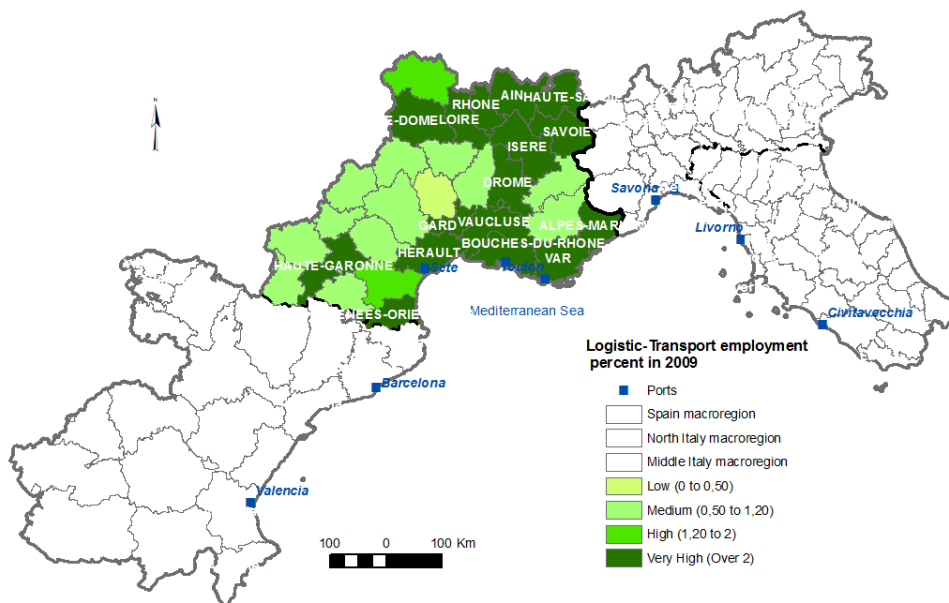 RHONE
AIN
HAUTE-SA
E-DOME
LOIRE
SAVOIE
ISERE
DROME
Savona
GARD
VAUCLUSE
ALPES-MAR
Livorno
HERAULT
BOUCHES-DU-RHONE
HAUTE-GARONNE
Sete
Toulon
VAR
NEES-ORIE
Mediterranean Sea
Civitavecchia
Logistic-Transport employment
percent in 2009
Barcelona
Ports
Spain macroregion
North Italy macroregion
Middle Italy macroregion
Low (0 to 0,50)
Valencia
Medium (0,50 to 1,20)
High (1,20 to 2)
100 0 100 Km
Very High (Over 2)